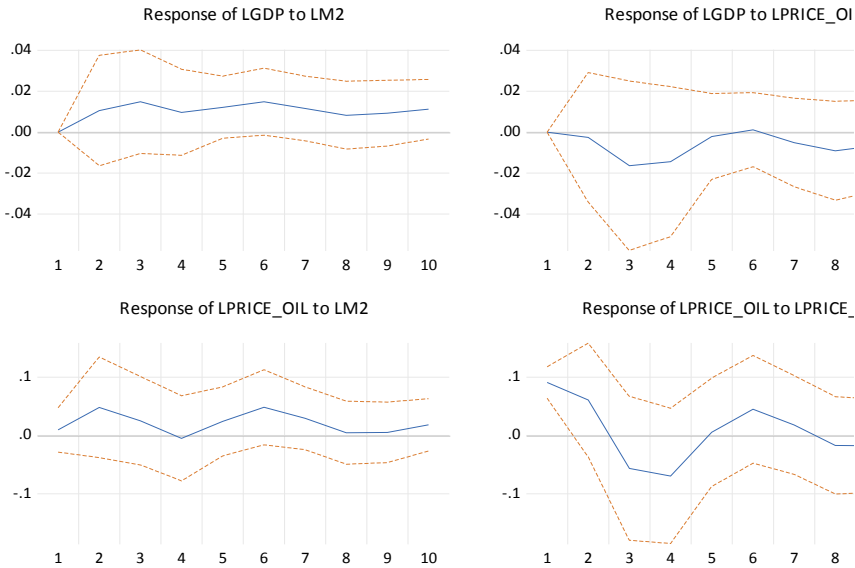 Response of LGDP to LM2
.04
.02
.00
-.02
-.04
1 2 3 4 5 6 7 8 9 10
Response of LGDP to LPRICE_OI
.04
.02
.00
-.02
-.04
1 2 3 4 5 6 7 8
Response of LPRICE_OIL to LM2
.1
.0
-.1
1 2 3 4 5 6 7 8 9 10
Response of LPRICE_OIL to LPRICE_
.1
.0
-.1
1 2 3 4 5 6 7 8